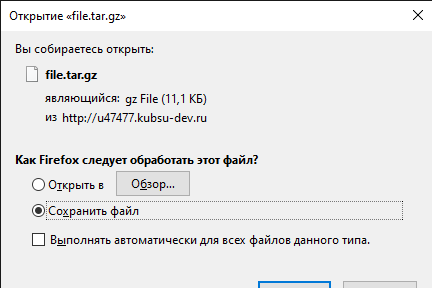 Открытие «file.tar.gz»
Вы собираетесь открыть:
file.tar.gz
являющийся: gz File (11,1 КБ)
из http://u47477.kubsu-dev.ru
Как Firefox следует обработать этот файл?
Открыть в Обзор...
Сохранить файл
Выполнять автоматически для всех файлов данного типа.